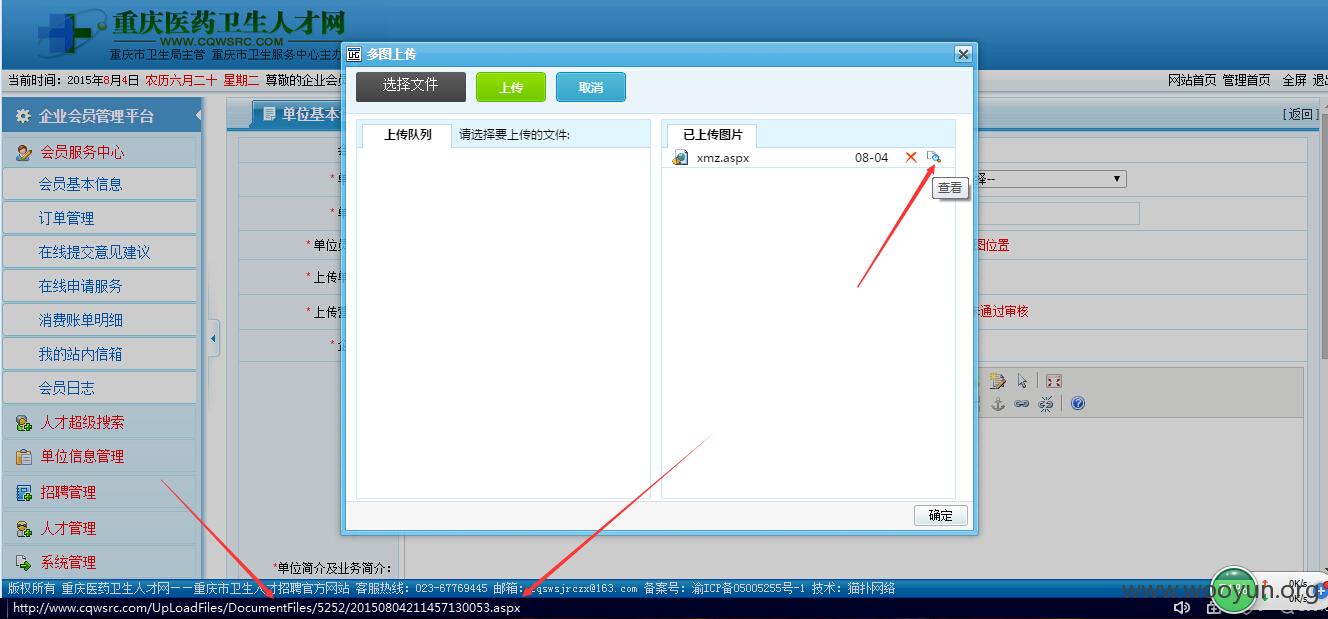 重庆医药卫生人才网
WWW.CQWSRC.COM
重庆市卫生局主管 重庆市卫生服务中心主办
多图上传
当前时间：2015年8月4日 农历六月二十 星期二 尊敬的企业会员
网站首页 管理首页 全屏 退出
选择文件 上传 取消
企业会员管理平台
单位基本
[返回]
上传队列 请选择要上传的文件:
已上传图片
xmz.aspx 08-04
查看
会员服务中心
会员基本信息
订单管理
在线提交意见建议
在线申请服务
消费账单明细
我的站内信箱
会员日志
人才超级搜索
单位信息管理
招聘管理
人才管理
系统管理
择--
*单位员
图位置
*上传单
*上传营
通过审核
*企
确定
*单位简介及业务简介：
版权所有 重庆医药卫生人才网——重庆市卫生人才招聘官方网站 客服热线：023-67769445 邮箱：cqswsjrczx@163.com 备案号：渝ICP备05005255号-1 技术：猫扑网络
http://www.cqwsrc.com/UpLoadFiles/DocumentFiles/5252/20150804211457130053.aspx
www.wooyun.org
0K/s
0K/s